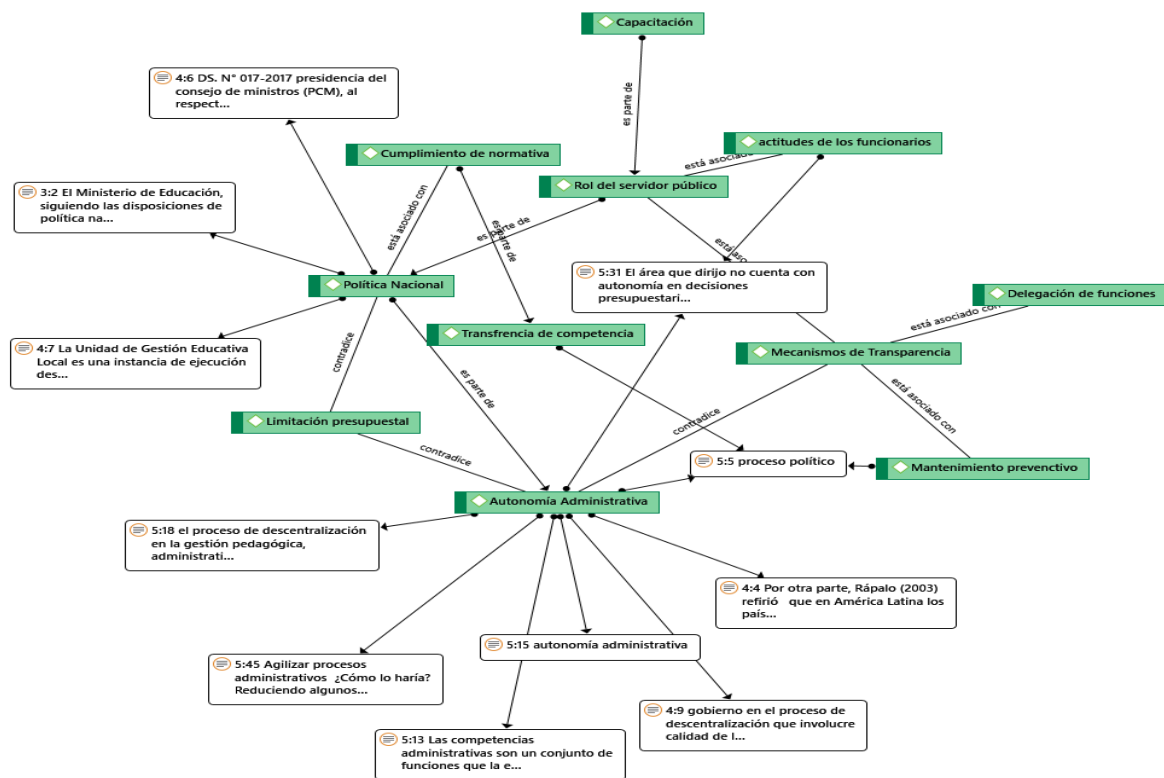 Capacitación
4:6 DS. N° 017-2017 presidencia del
consejo de ministros (PCM), al
respect...
es parte de
Cumplimiento de normativa
actitudes de los funcionarios
está asociado
3:2 El Ministerio de Educación,
siguiendo las disposiciones de
política na...
está asociado con
Rol del servidor público
es parte de
es parte de
está aso
Política Nacional
5:31 El área que dirijo no cuenta con
autonomía en decisiones
presupuestari...
Delegación de funciones
está asociado con
4:7 La Unidad de Gestión Educativa
Local es una instancia de ejecución
des...
contradice
Transfrencia de competencia
Mecanismos de Transparencia
es parte de
está asociado con
Limitación presupuestal
contradice
contradice
5:5 proceso político
Mantenimiento prevenctivo
Autonomía Administrativa
5:18 el proceso de descentralización
en la gestión pedagógica,
administrati...
4:4 Por otra parte, Rápalo (2003)
refirió que en América Latina los
país...
5:45 Agilizar procesos
administrativos ¿Cómo lo haría?
Reduciendo algunos...
5:15 autonomía administrativa
4:9 gobierno en el proceso de
descentralización que involucre
calidad de l...
5:13 Las competencias
administrativas son un conjunto de
funciones que la e...